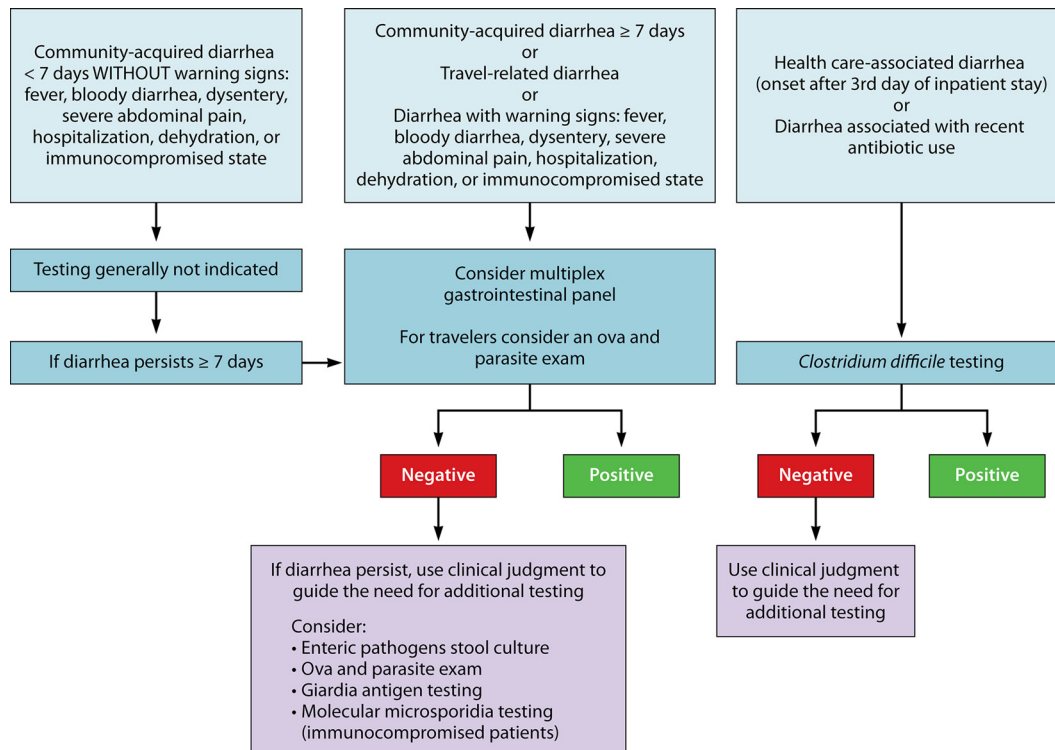 Community-acquired diarrhea
< 7 days WITHOUT warning signs:
fever, bloody diarrhea, dysentery,
severe abdominal pain,
hospitalization, dehydration, or
immunocompromised state
Community-acquired diarrhea ≥ 7 days
or
Travel-related diarrhea
or
Diarrhea with warning signs: fever,
bloody diarrhea, dysentery, severe
abdominal pain, hospitalization,
dehydration, or immunocompromised state
Health care-associated diarrhea
(onset after 3rd day of inpatient stay)
or
Diarrhea associated with recent
antibiotic use
Testing generally not indicated
If diarrhea persists ≥ 7 days
Consider multiplex
gastrointestinal panel
For travelers consider an ova and
parasite exam
Clostridium difficile testing
Negative
Positive
Negative
Positive
If diarrhea persist, use clinical judgment to
guide the need for additional testing
Consider:
• Enteric pathogens stool culture
• Ova and parasite exam
• Giardia antigen testing
• Molecular microsporidia testing
(immunocompromised patients)
Use clinical judgment
to guide the need for
additional testing